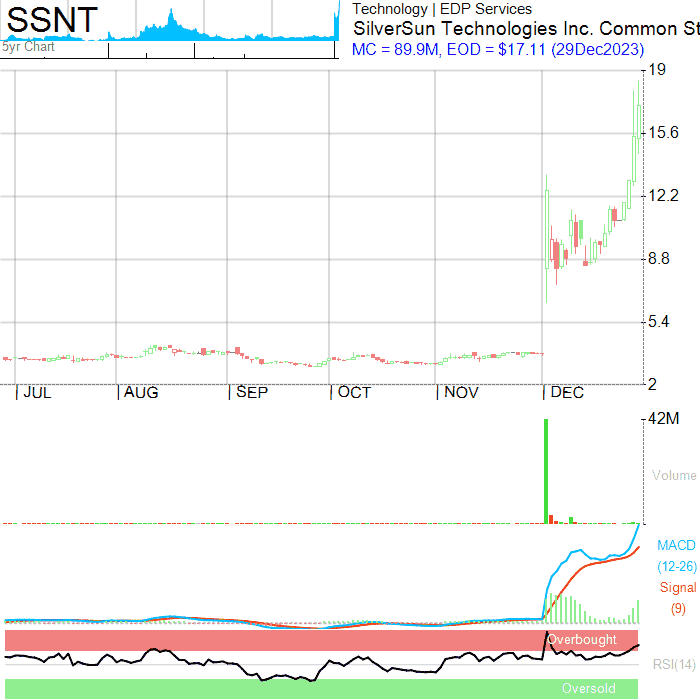 SSNT
Technology | EDP Services
SilverSun Technologies Inc. Common St
MC = 89.9M, EOD = $17.11 (29Dec2023)
5yr Chart
19
15.6
12.2
8.8
5.4
2
JUL
AUG
SEP
OCT
NOV
DEC
42M
Volume
MACD
(12-26)
Signal
(9)
Overbought
RSI(14)
Oversold